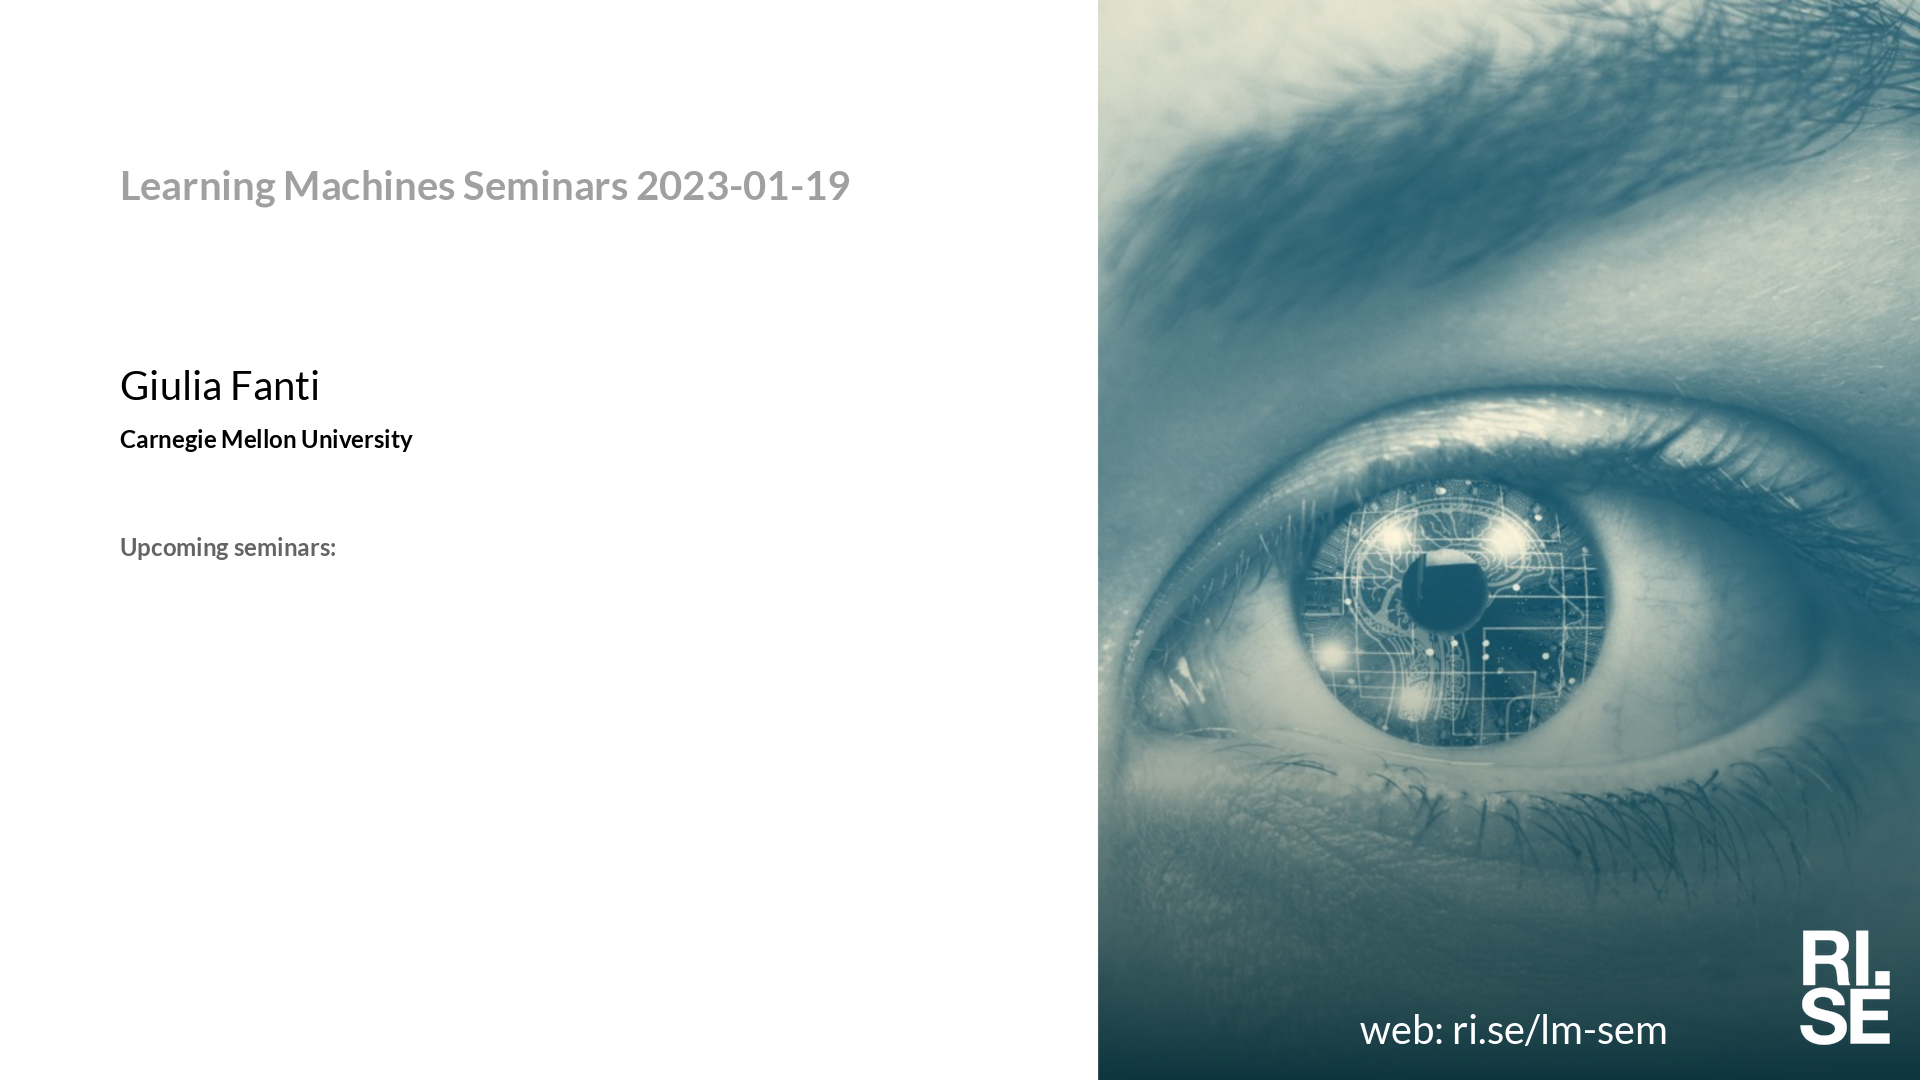 Learning Machines Seminars 2023-01-19
Giulia Fanti
Carnegie Mellon University
Upcoming seminars:
web: ri.se/lm-sem
RI.
SE